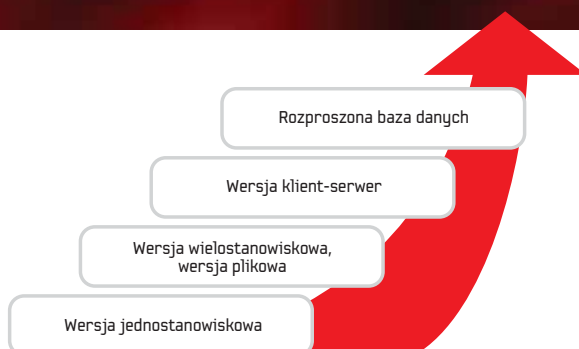 Rozproszona baza danych
Wersja klient-serwer
Wersja wielostanowiskowa,
wersja plikowa
Wersja jednostanowiskowa